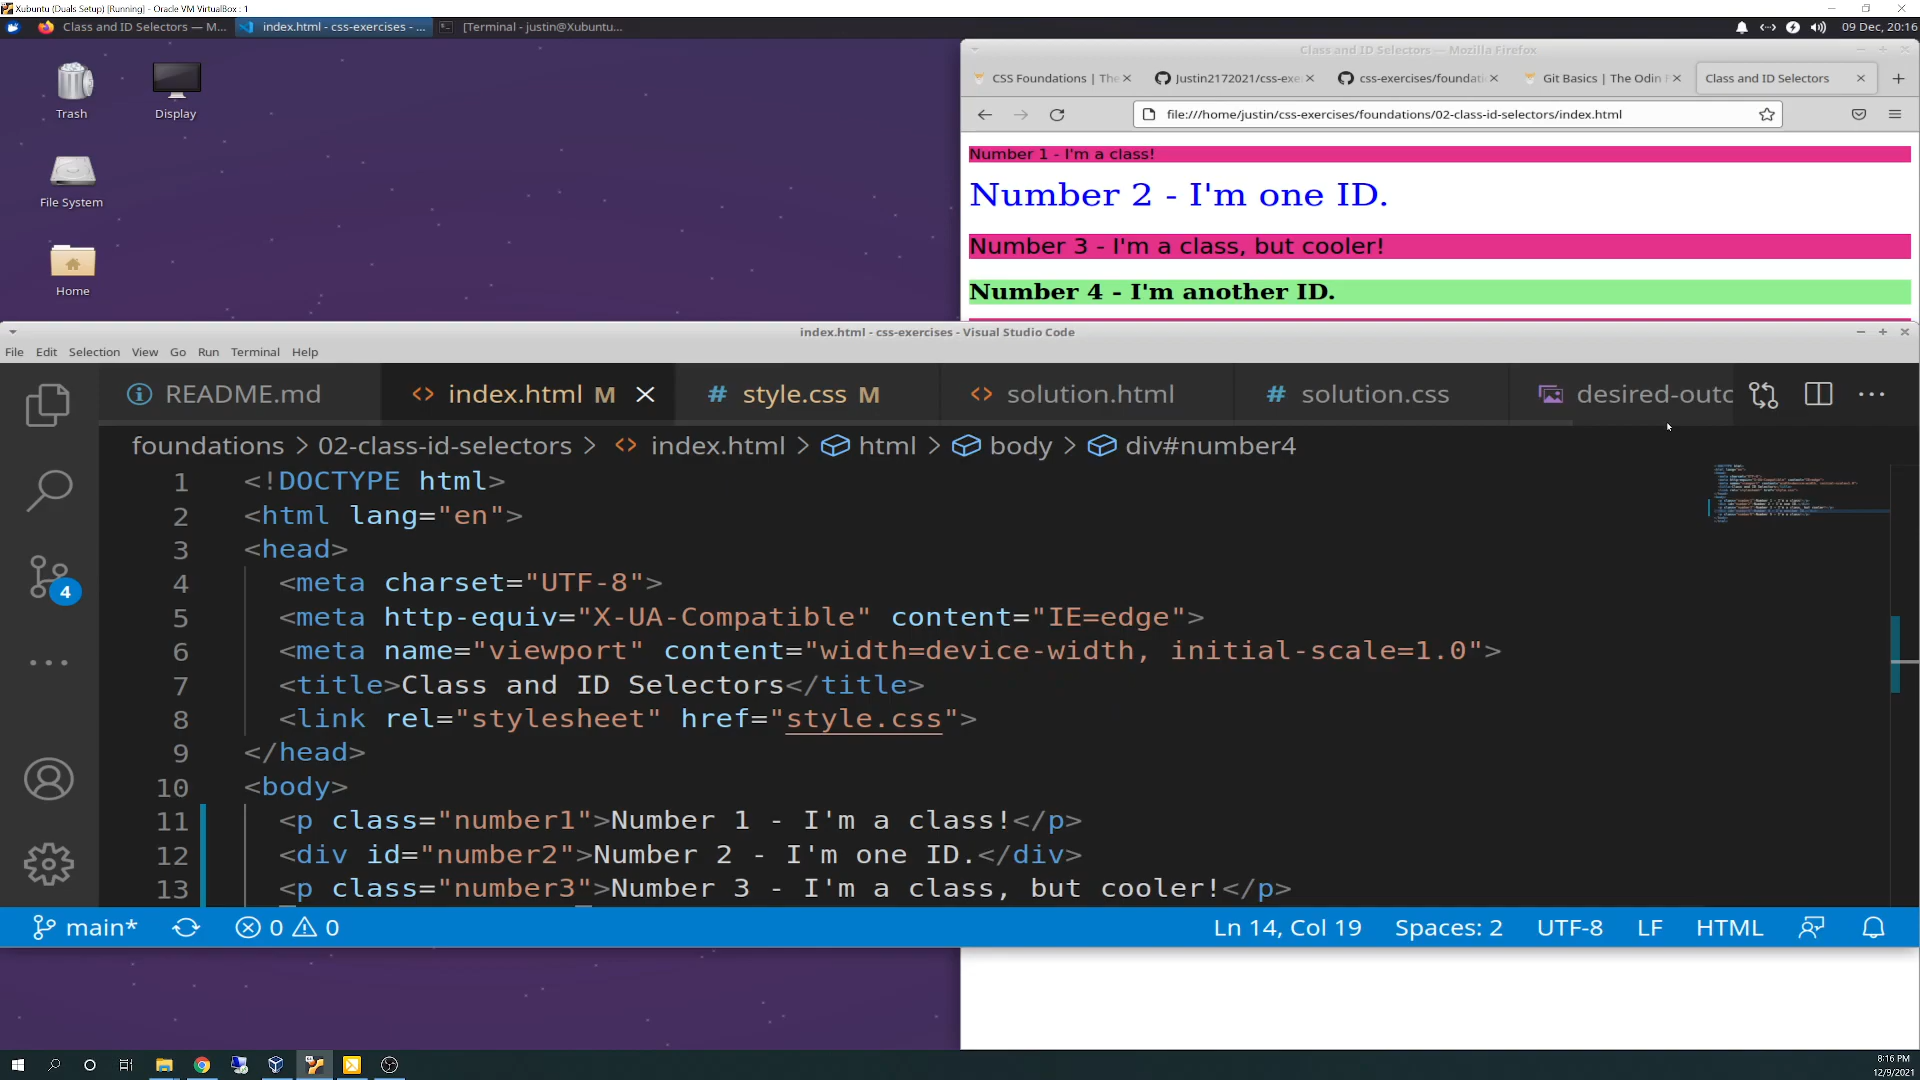 Xubuntu (Duals Setup) [Running] - Oracle VM VirtualBox : 1
Class and ID Selectors — M...
index.html - css-exercises - ...
[Terminal - justin@Xubuntu...
09 Dec, 20:16
Trash
Display
File System
Home
Class and ID Selectors — Mozilla Firefox
CSS Foundations | The
Justin2172021/css-exe
css-exercises/foundati
Git Basics | The Odin
Class and ID Selectors
file:///home/justin/css-exercises/foundations/02-class-id-selectors/index.html
Number 1 - I'm a class!
Number 2 - I'm one ID.
Number 3 - I'm a class, but cooler!
Number 4 - I'm another ID.
index.html - css-exercises - Visual Studio Code
File Edit Selection View Go Run Terminal Help
README.md
index.html M
style.css M
solution.html
solution.css
desired-outc
foundations > 02-class-id-selectors > index.html > html > body > div#number4
1 <!DOCTYPE html>
2 <html lang="en">
3 <head>
4 <meta charset="UTF-8">
5 <meta http-equiv="X-UA-Compatible" content="IE=edge">
6 <meta name="viewport" content="width=device-width, initial-scale=1.0">
7 <title>Class and ID Selectors</title>
8 <link rel="stylesheet" href="style.css">
9 </head>
10 <body>
11 <p class="number1">Number 1 - I'm a class!</p>
12 <div id="number2">Number 2 - I'm one ID.</div>
13 <p class="number3">Number 3 - I'm a class, but cooler!</p>
4
main* 0 0 Ln 14, Col 19 Spaces: 2 UTF-8 LF HTML
8:16 PM
12/9/2021